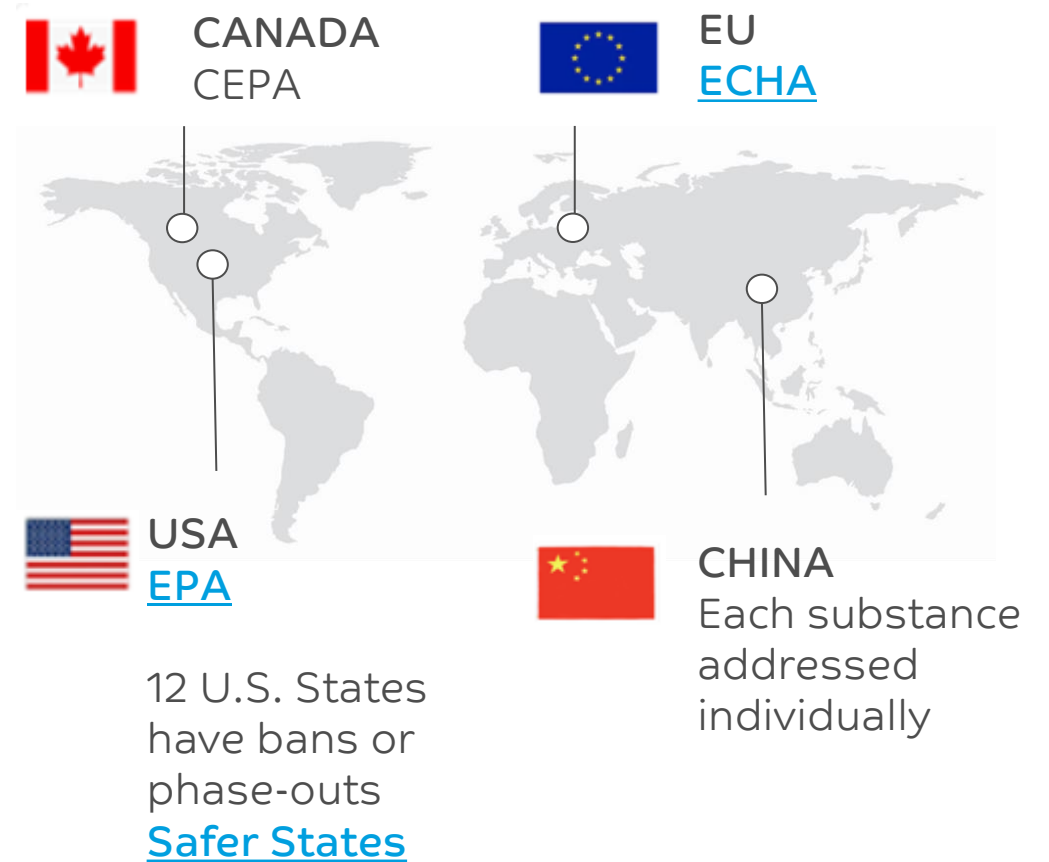 CANADA
CEPA
EU
ECHA
USA
EPA
12 U.S. States
have bans or
phase-outs
Safer States
CHINA
Each substance
addressed
individually